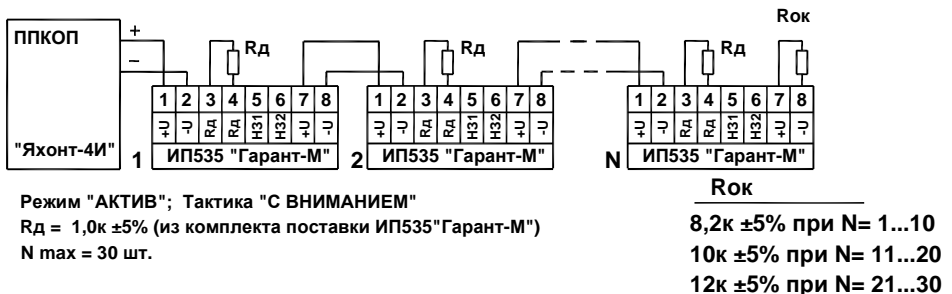 Rок
ППКОП
+
Rд
Rд
Rд
–
1 2 3 4 5 6 7 8
1 2 3 4 5 6 7 8
1 2 3 4 5 6 7 8
+U -U Rд Rд НЗ1 НЗ2 +U -U
+U -U Rд Rд НЗ1 НЗ2 +U -U
+U -U Rд Rд НЗ1 НЗ2 +U -U
"Яхонт-4И"
1 ИП535 "Гарант-М"
2 ИП535 "Гарант-М"
N ИП535 "Гарант-М"
Режим "АКТИВ"; Тактика "С ВНИМАНИЕМ"
Rд = 1,0к ±5% (из комплекта поставки ИП535"Гарант-М")
N max = 30 шт.
Rок
8,2к ±5% при N= 1...10
10к ±5% при N= 11...20
12к ±5% при N= 21...30